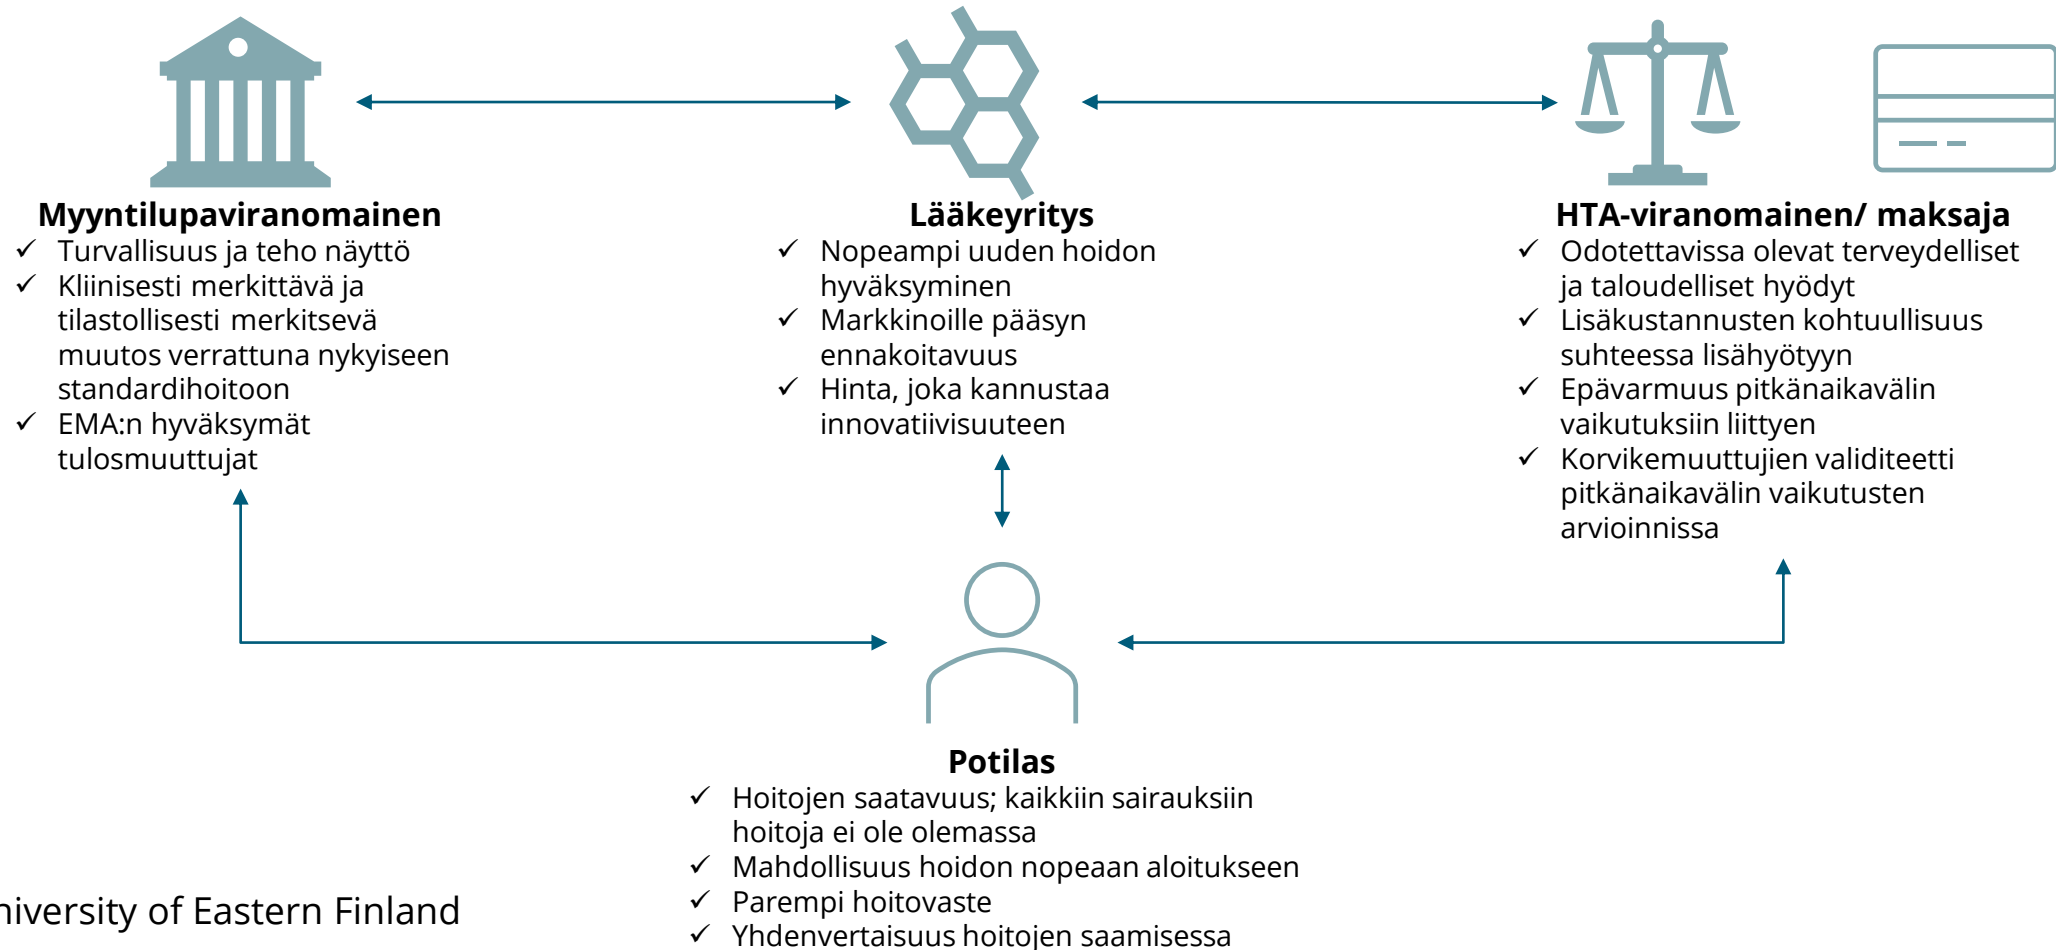 Myyntilupaviranomainen
✓ Turvallisuus ja teho näyttö
✓ Kliinisesti merkittävä ja
tilastollisesti merkitsevä
muutos verrattuna nykyiseen
standardihoitoon
✓ EMA:n hyväksymät
tulosmuuttujat
Lääkeyritys
✓ Nopeampi uuden hoidon
hyväksyminen
✓ Markkinoille pääsyn
ennakoitavuus
✓ Hinta, joka kannustaa
innovatiivisuuteen
HTA-viranomainen/ maksaja
✓ Odotettavissa olevat terveydelliset
ja taloudelliset hyödyt
✓ Lisäkustannusten kohtuullisuus
suhteessa lisähyötyyn
✓ Epävarmuus pitkänaikavälin
vaikutuksiin liittyen
✓ Korvikemuuttujien validiteetti
pitkänaikavälin vaikutusten
arvioinnissa
Potilas
✓ Hoitojen saatavuus; kaikkiin sairauksiin
hoitoja ei ole olemassa
✓ Mahdollisuus hoidon nopeaan aloitukseen
✓ Parempi hoitovaste
✓ Yhdenvertaisuus hoitojen saamisessa
niversity of Eastern Finland